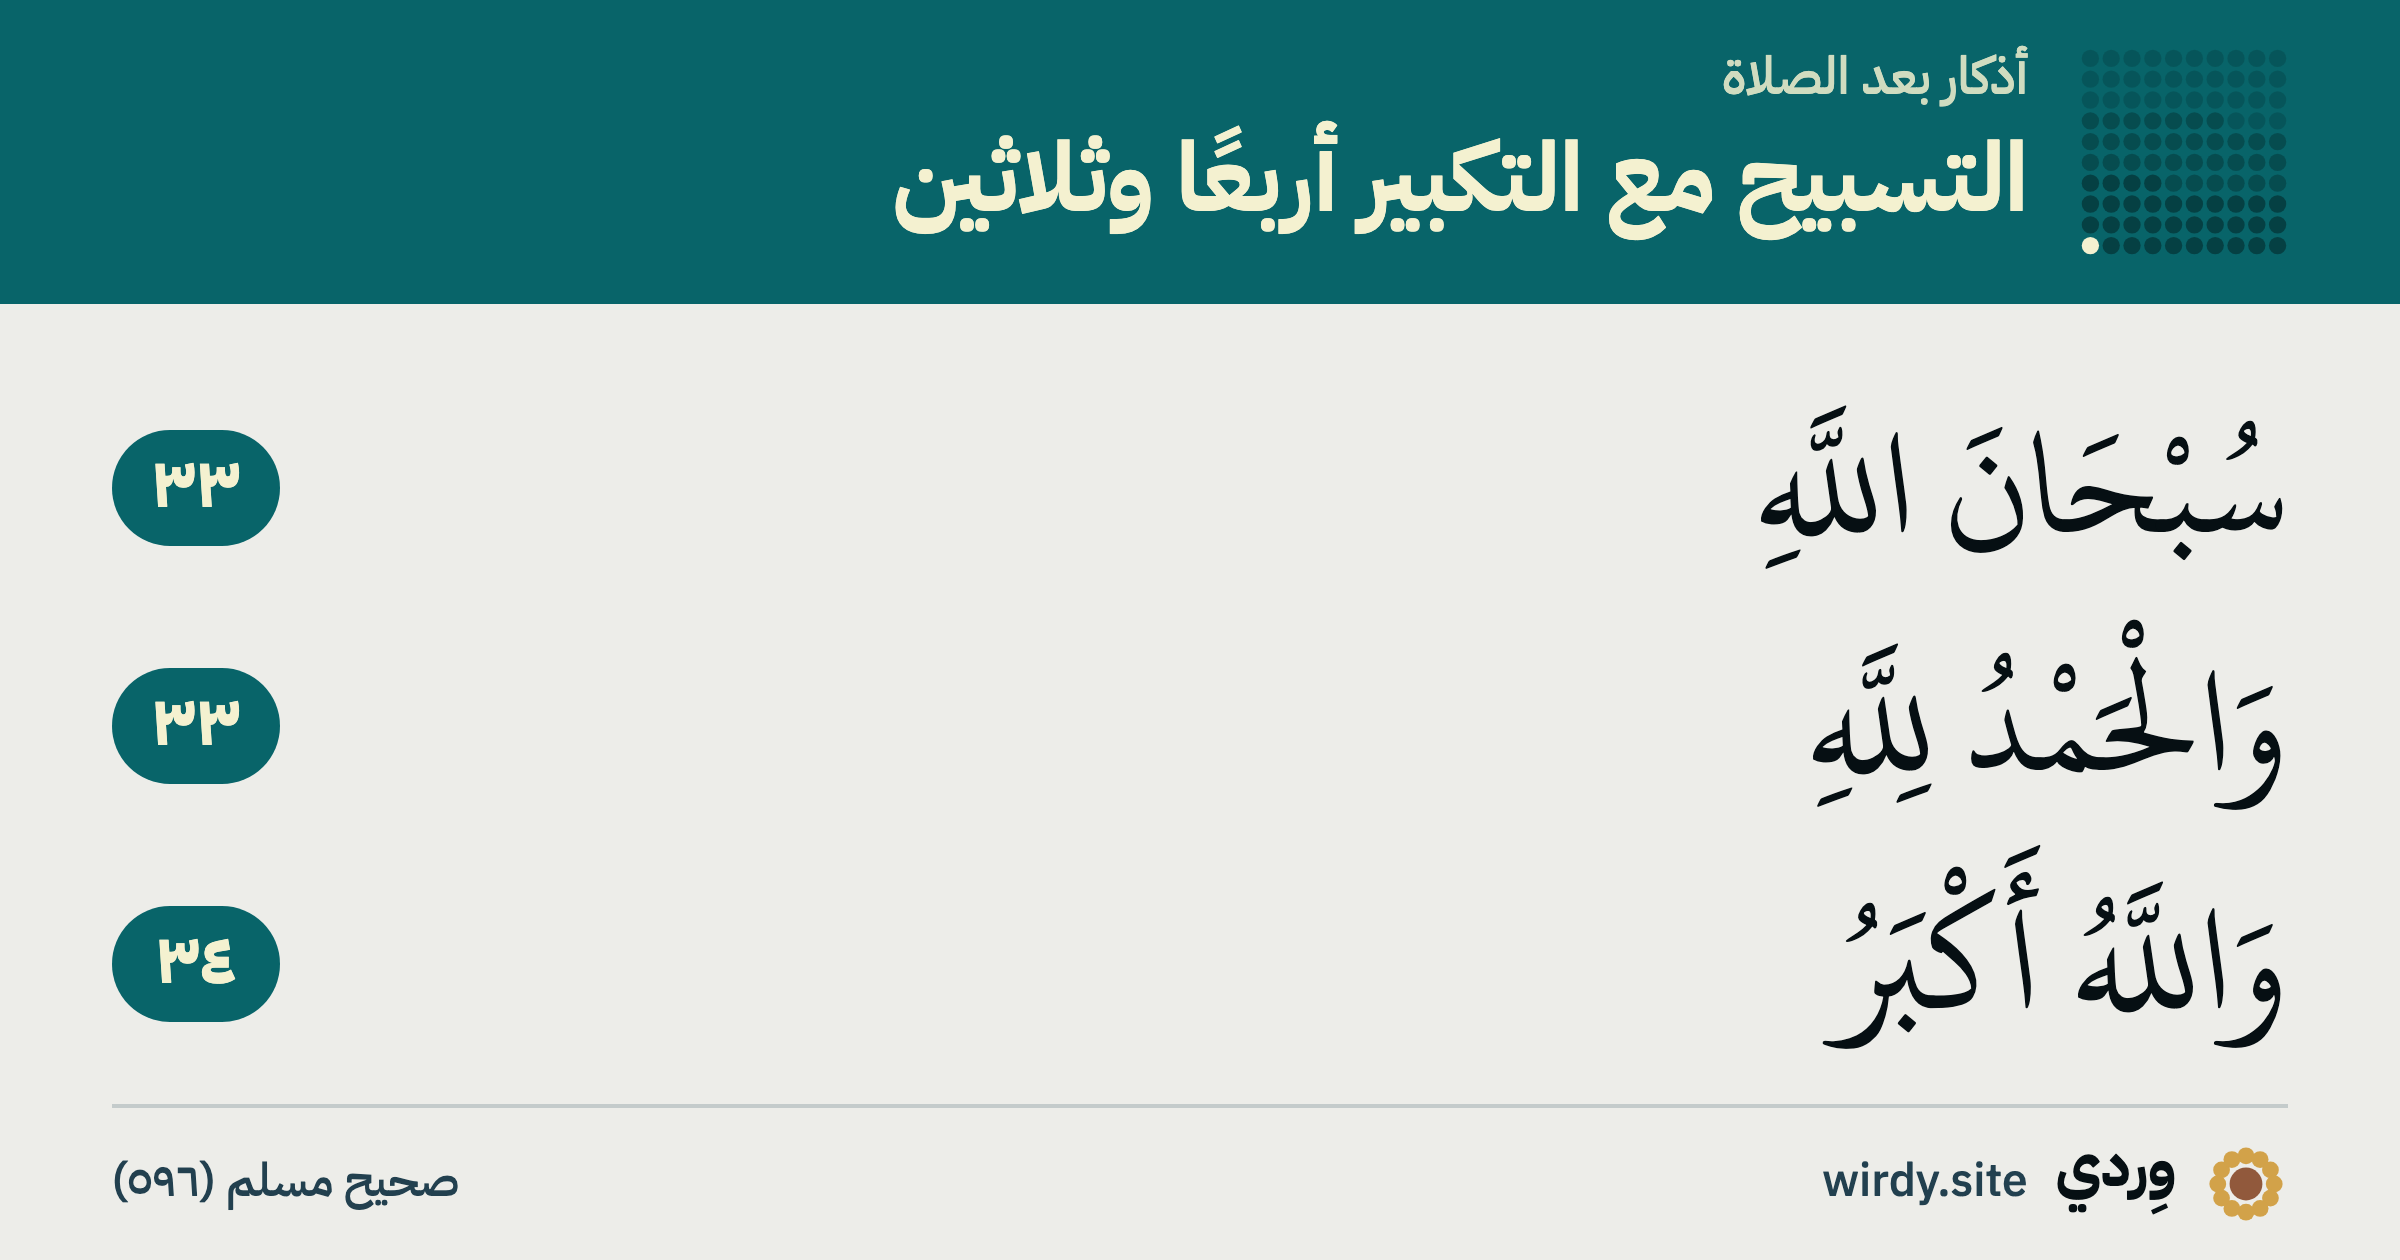 أذكار بعد الصلاة
التسبيح مع التكبير أربعًا وثلاثين
سُبْحَانَ اللَّهِ ٣٣
وَالْحَمْدُ لِلَّهِ ٣٣
وَاللَّهُ أَكْبَرُ ٣٤
وِردي wirdy.site صحيح مسلم (٥٩٦)